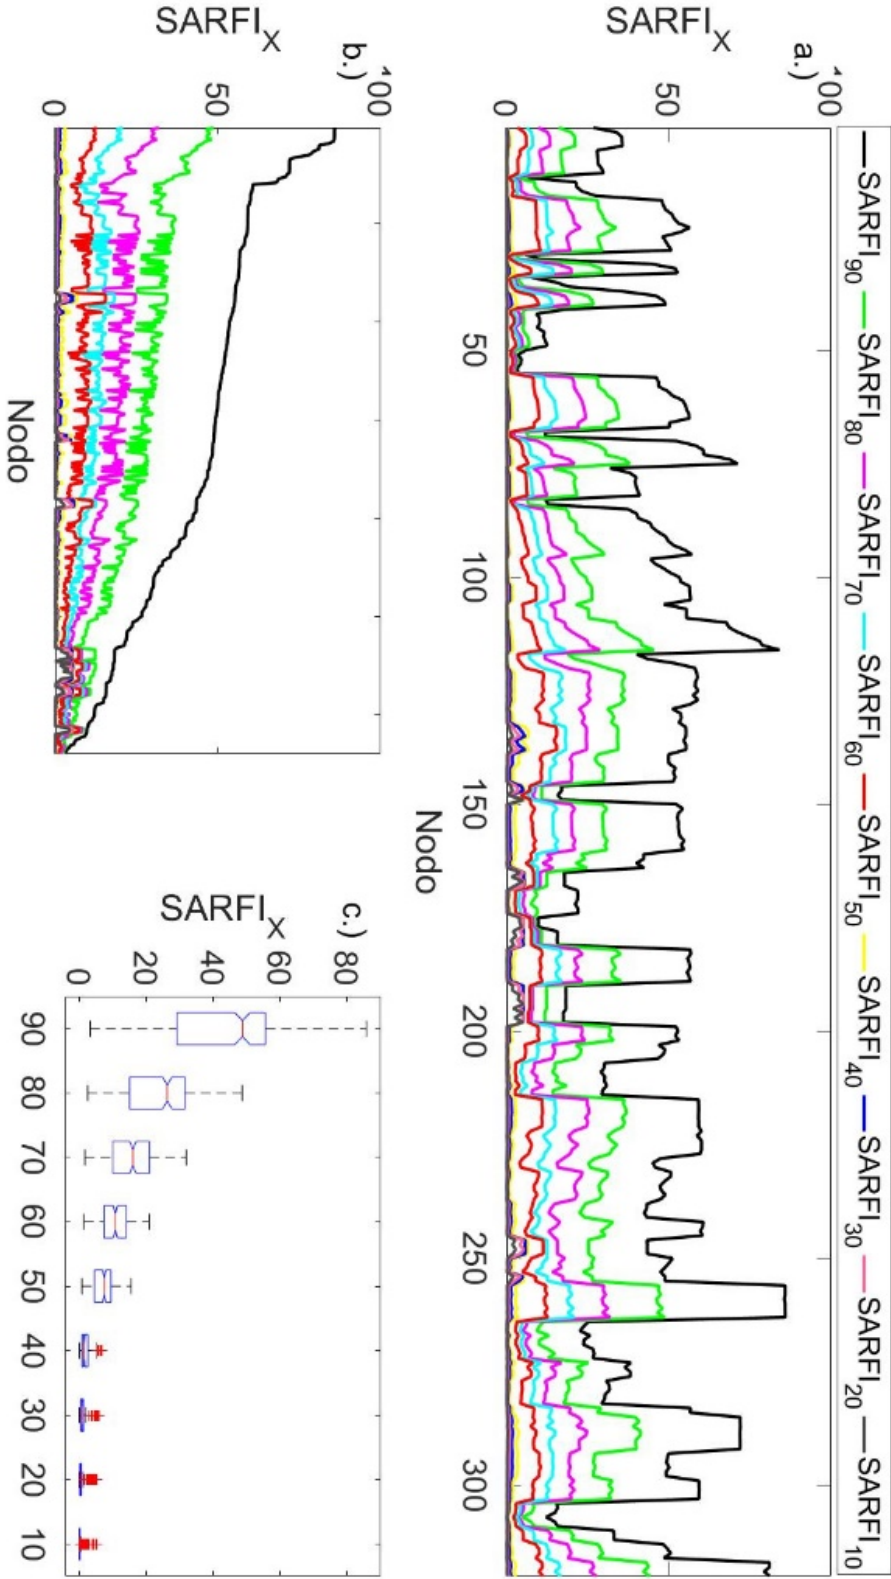 SARFI90 SARFI80 SARFI70 SARFI60 SARFI50 SARFI40 SARFI30 SARFI20 SARFI10
a.)
SARFIX
100
50
0
50 100 150 200 250 300
Nodo
b.)
SARFIX
100
50
0
Nodo
c.)
SARFIX
80
60
40
20
0
90 80 70 60 50 40 30 20 10